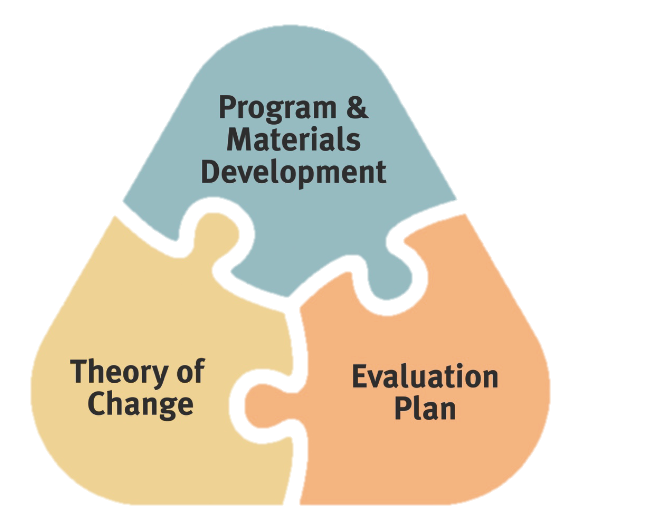 Program &
Materials
Development
Theory of
Change
Evaluation
Plan